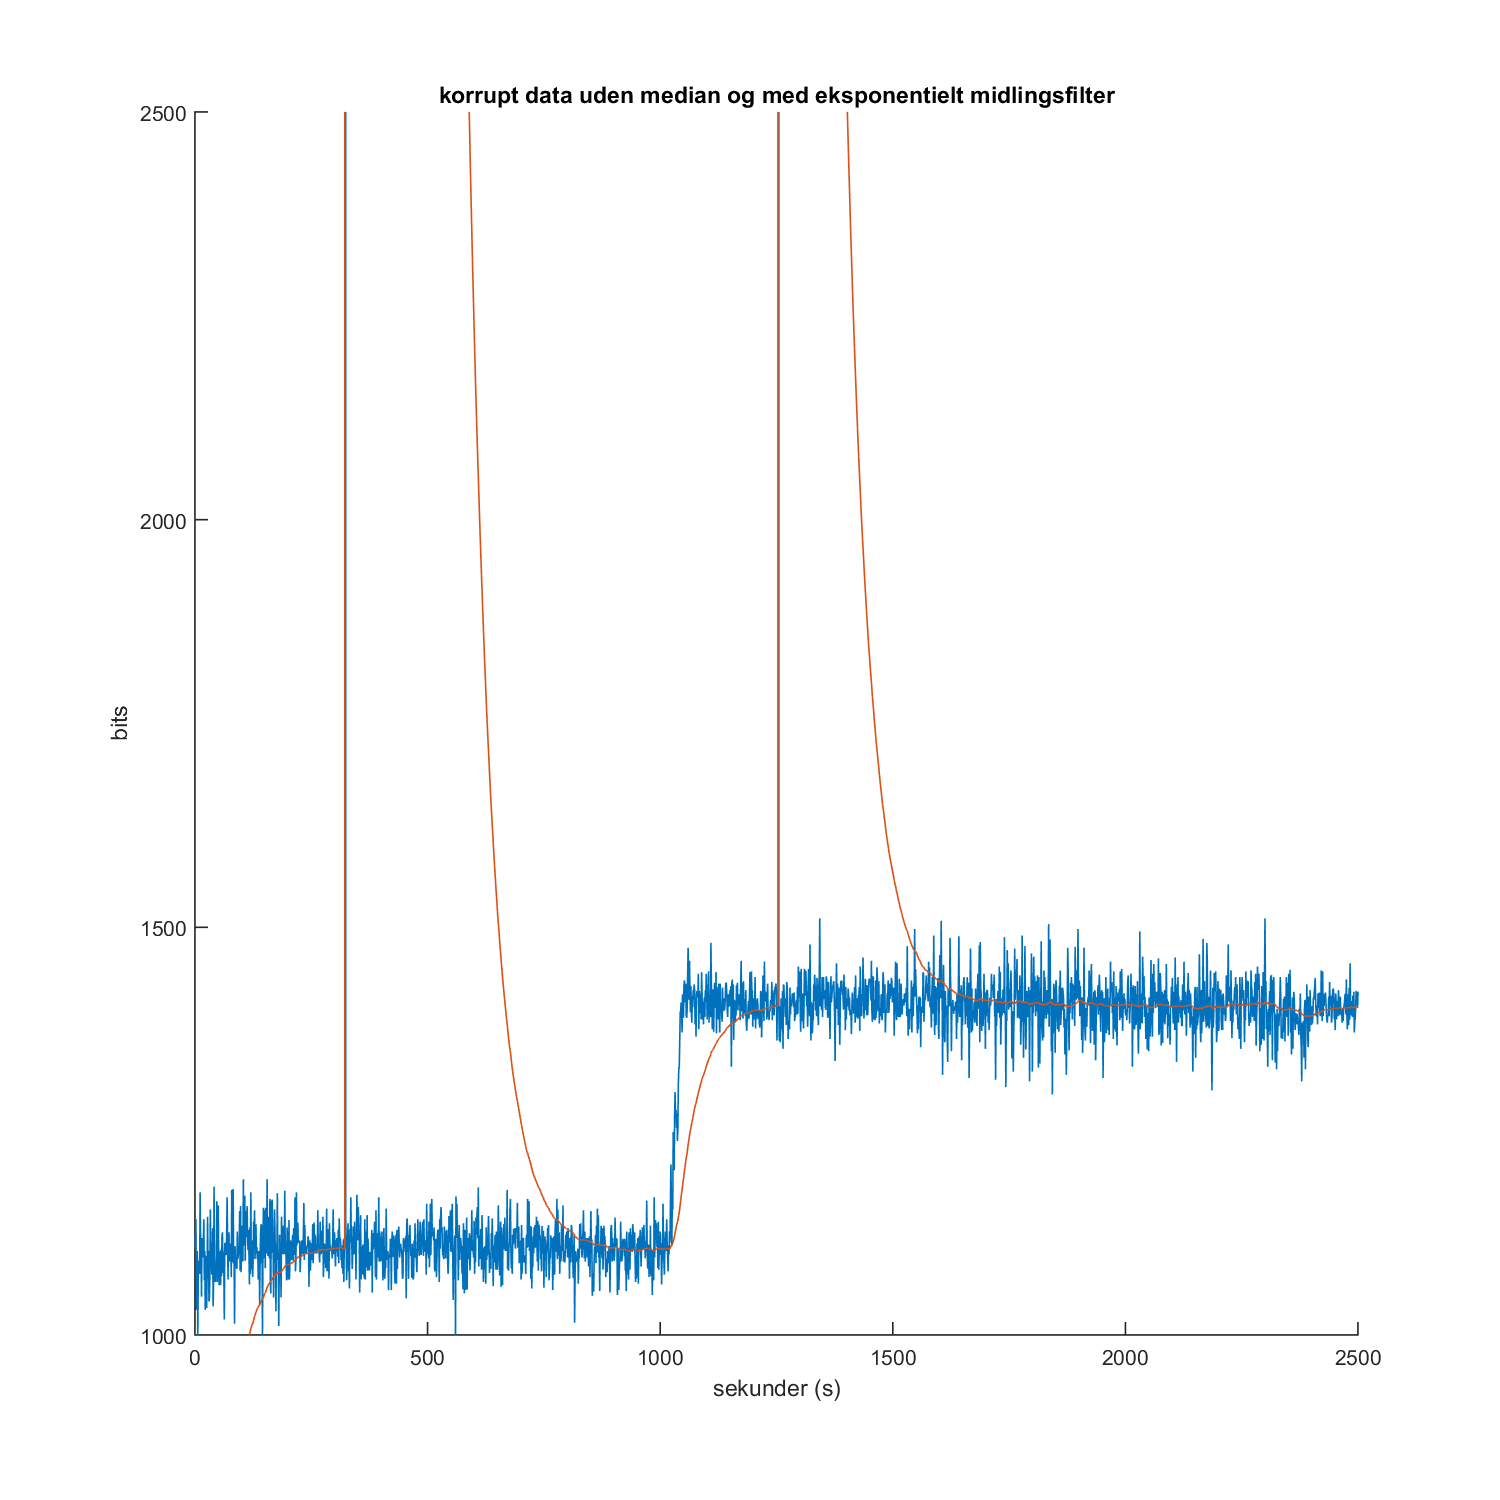 korrupt data uden median og med eksponentielt midlingsfilter
2500
2000
1500
1000
bits
0 500 1000 1500 2000 2500
sekunder (s)